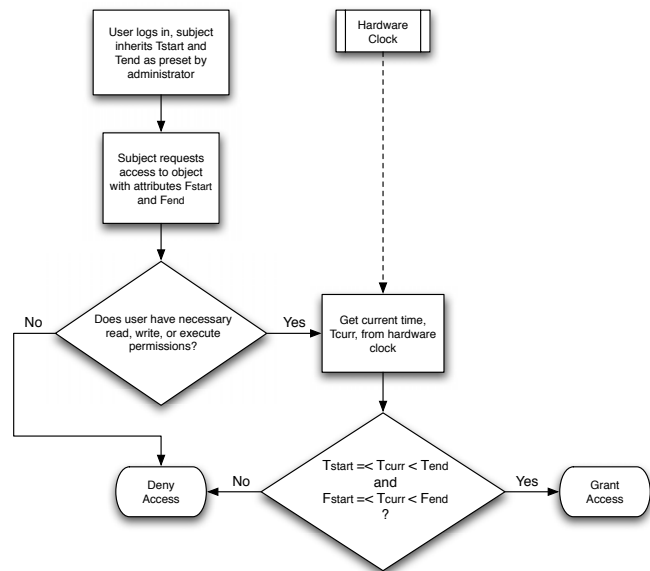 User logs in, subject
inherits Tstart and
Tend as preset by
administrator
Hardware
Clock
Subject requests
access to object
with attributes Fstart
and Fend
No
Does user have necessary
read, write, or execute
permissions?
Yes
Get current time,
Tcurr, from hardware
clock
Tstart =< Tcurr < Tend
and
Fstart =< Tcurr < Fend
?
No
Deny
Access
Yes
Grant
Access